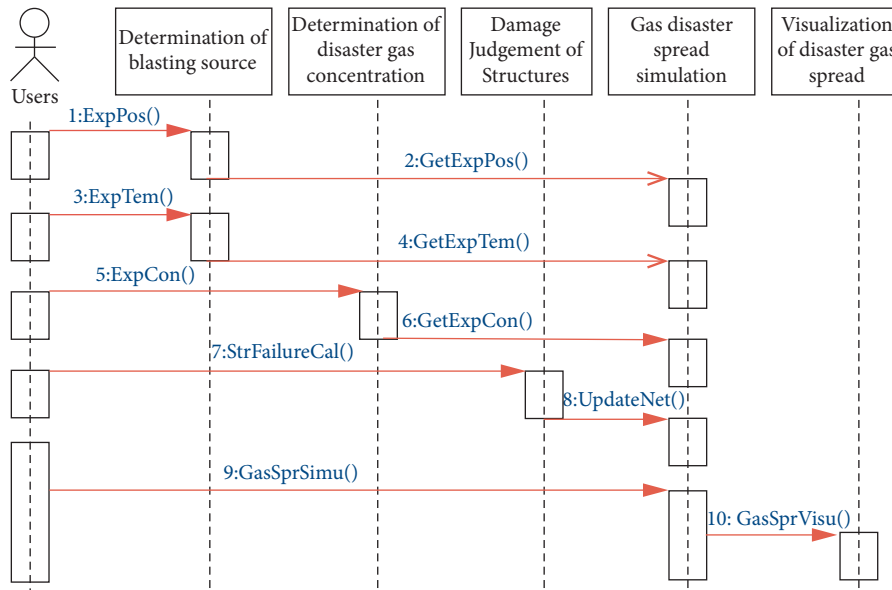 Users
Determination of
blasting source
Determination of
disaster gas
concentration
Damage
Judgement of
Structures
Gas disaster
spread
simulation
Visualization
of disaster gas
spread
1:ExpPos()
2:GetExpPos()
3:ExpTem()
4:GetExpTem()
5:ExpCon()
6:GetExpCon()
7:StrFailureCal()
8:UpdateNet()
9:GasSprSimu()
10: GasSprVisu()